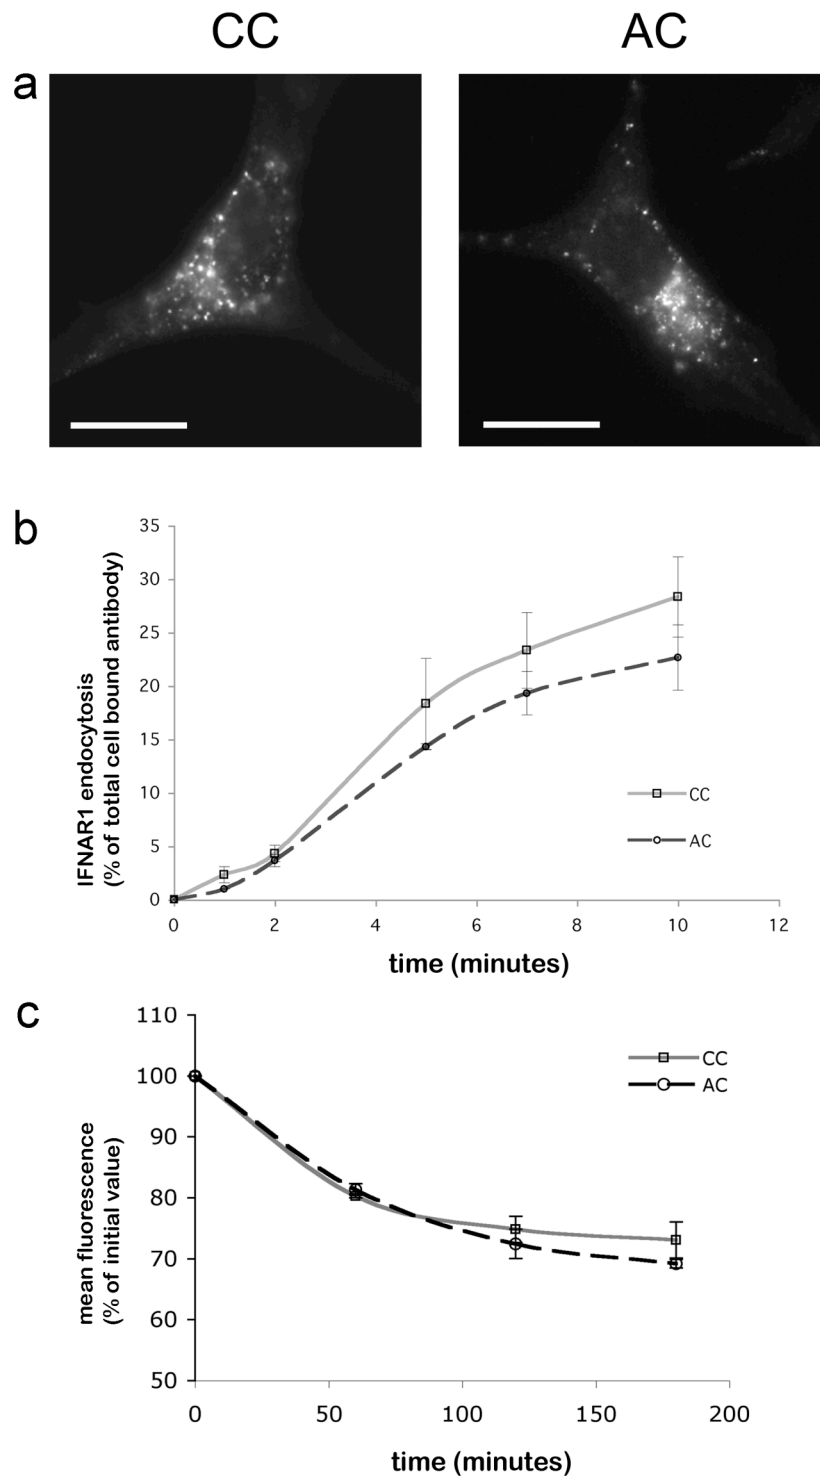 CC
AC
a
b
35
30
25
20
15
10
5
0
0
2
4
6
8
10
12
IFNAR1 endocytosis
(% of totlal cell bound antibody)
time (minutes)
CC
AC
c
110
100
90
80
70
60
50
0
50
100
150
200
mean fluorescence
(% of initial value)
time (minutes)
CC
AC